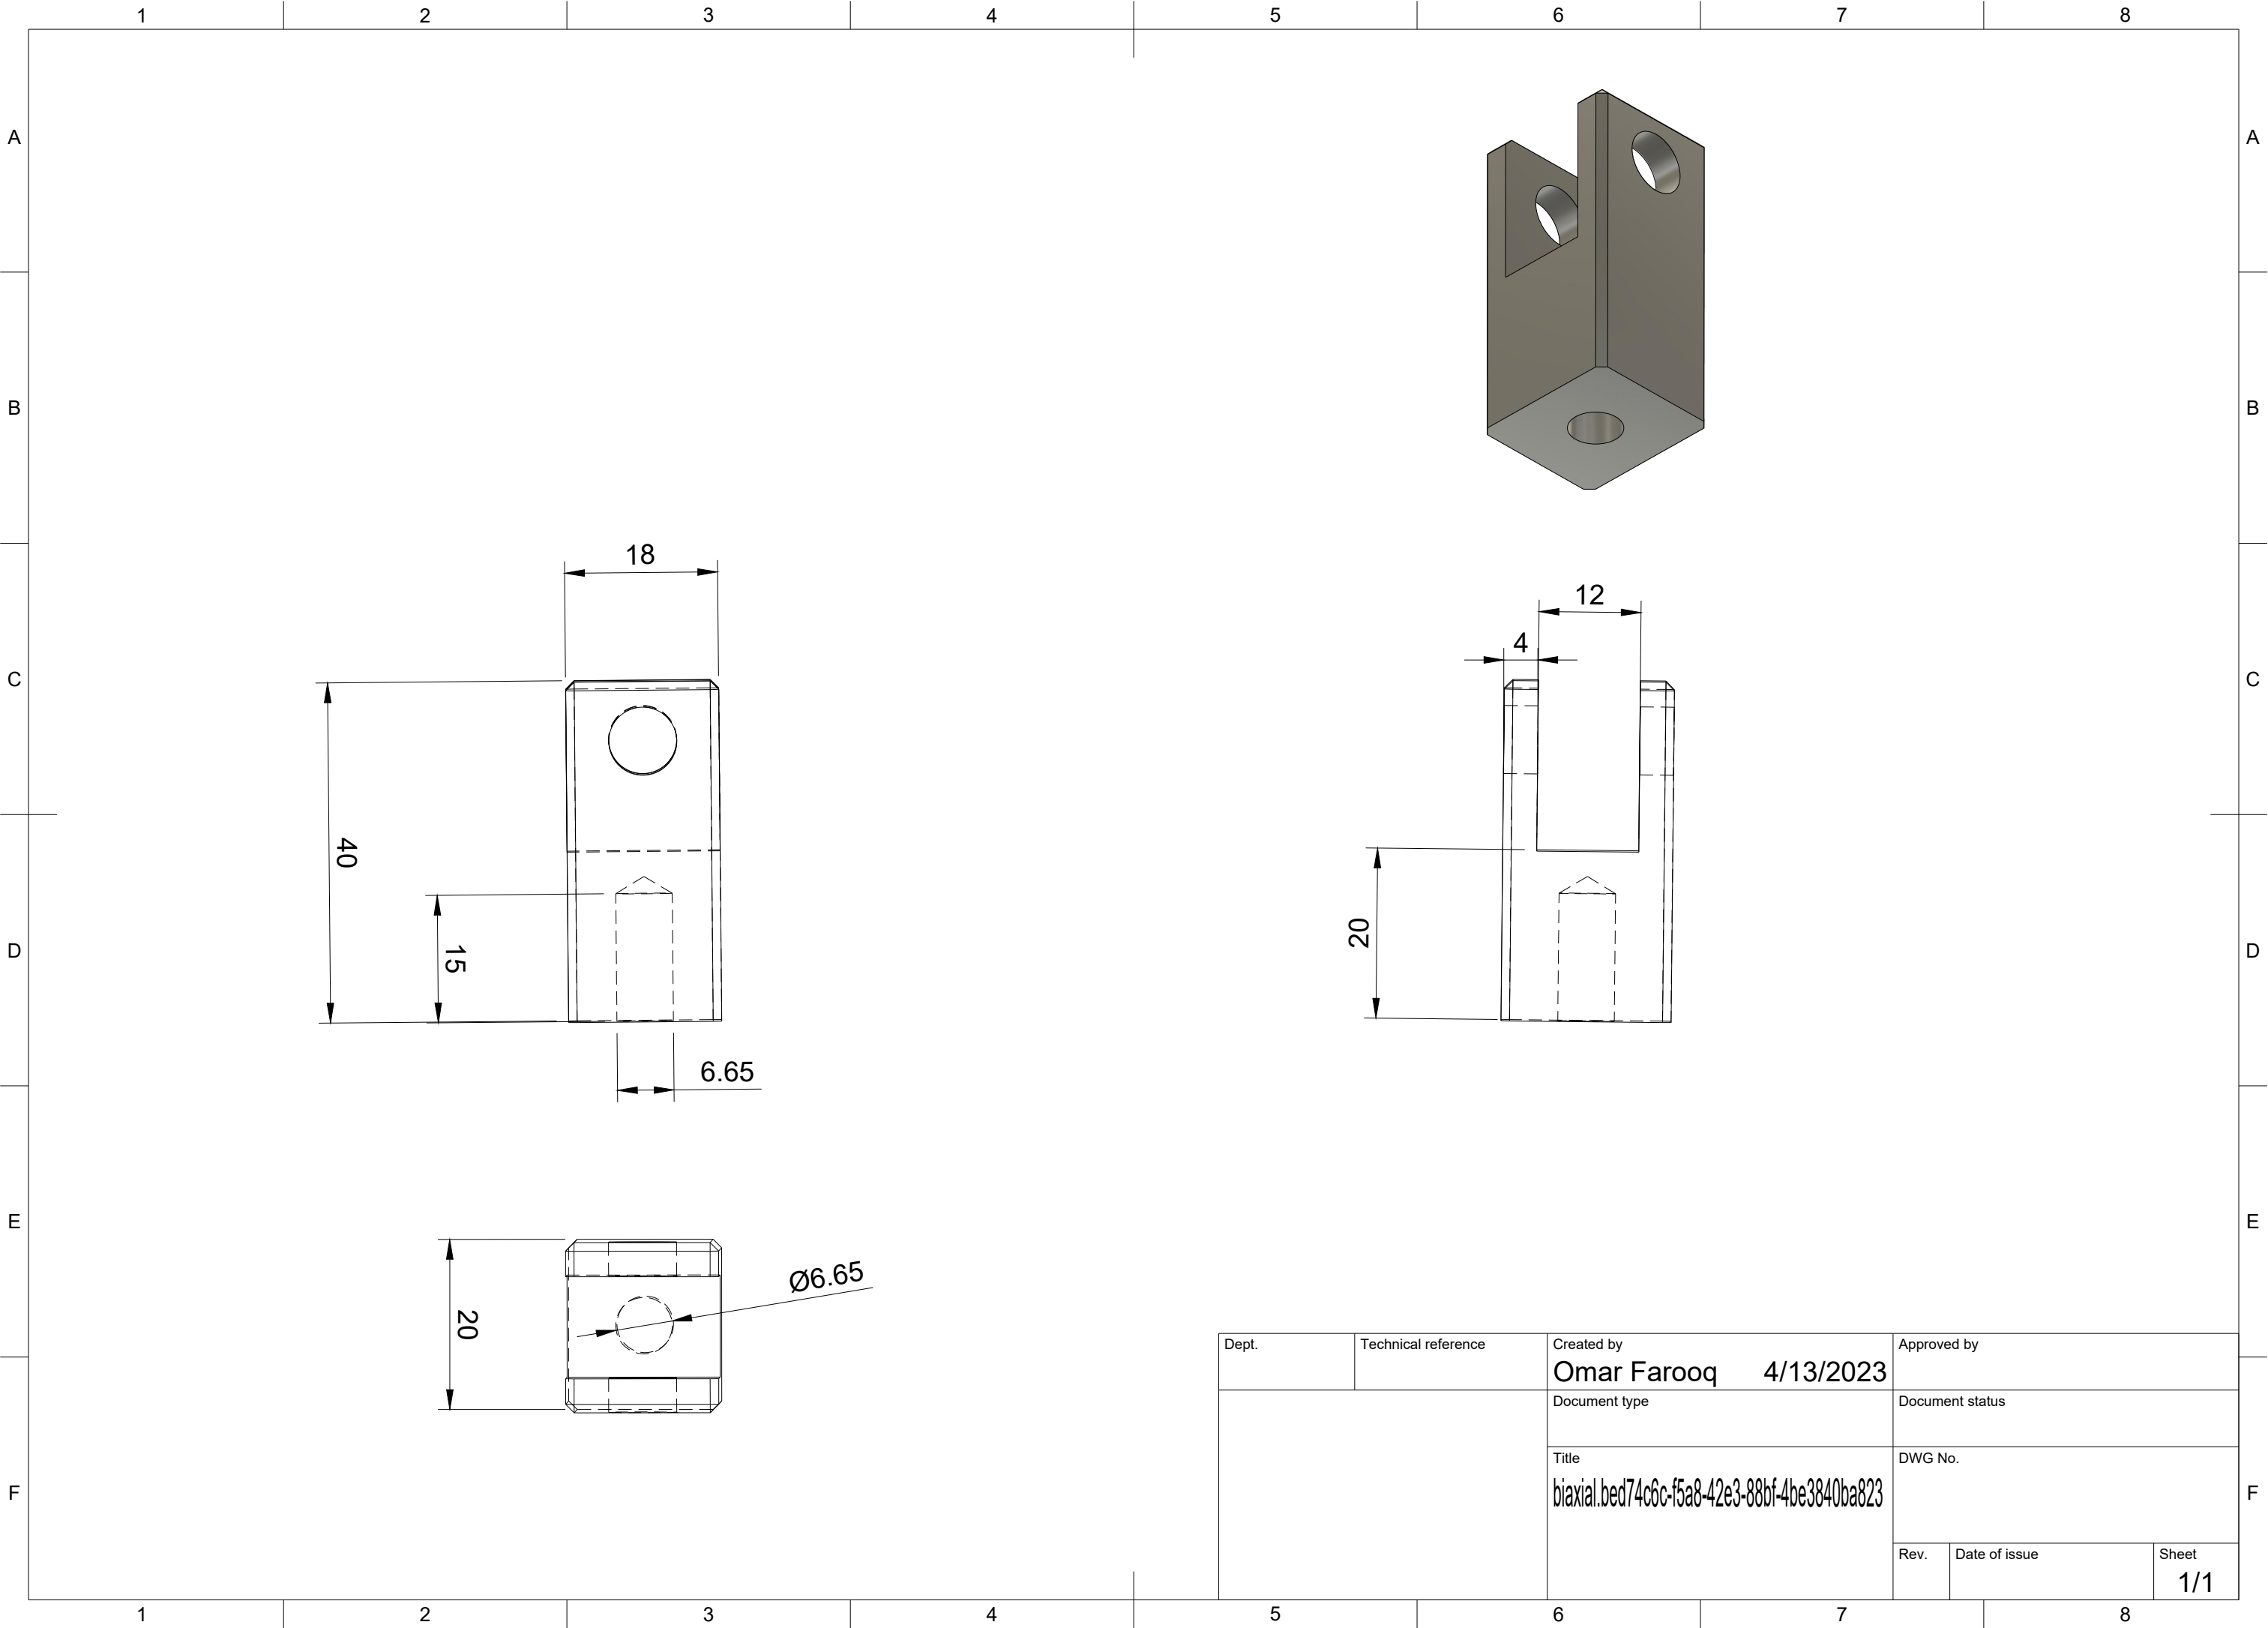 1 2 3 4 5 6 7 8
A A
B B
18
12
4
C C
40
20
15
D D
6.65
E E
20
Ø6.65
Dept. Technical reference Created by Approved by
Omar Farooq 4/13/2023
Document type Document status
Title DWG No.
biaxial.bed74c6c-f5a8-42e3-88bf-4be3840ba823
F F
Rev. Date of issue Sheet
1/1
1 2 3 4 5 6 7 8